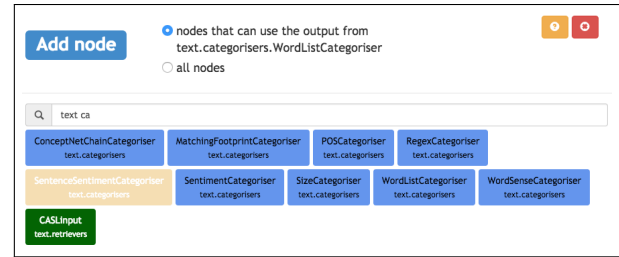 Add node
nodes that can use the output from
text.categorisers.WordListCategoriser
all nodes
text ca
ConceptNetChainCategoriser MatchingFootprintCategoriser POSCategoriser RegexCategoriser
text.categorisers text.categorisers text.categorisers text.categorisers
SentenceSentimentCategoriser SentimentCategoriser SizeCategoriser WordListCategoriser WordSenseCategoriser
text.categorisers text.categorisers text.categorisers text.categorisers text.categorisers
CASLInput
text.retrievers